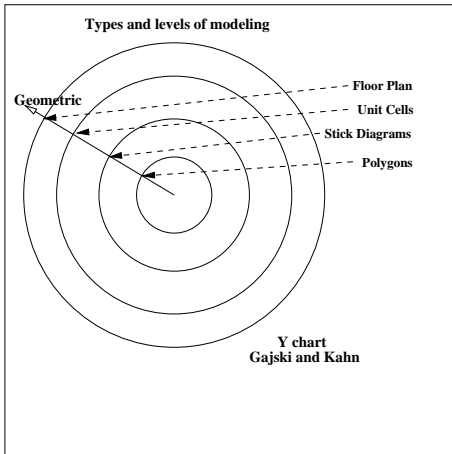 Types and levels of modeling
Floor Plan
Geometric
Unit Cells
Stick Diagrams
Polygons
Y chart
Gajski and Kahn